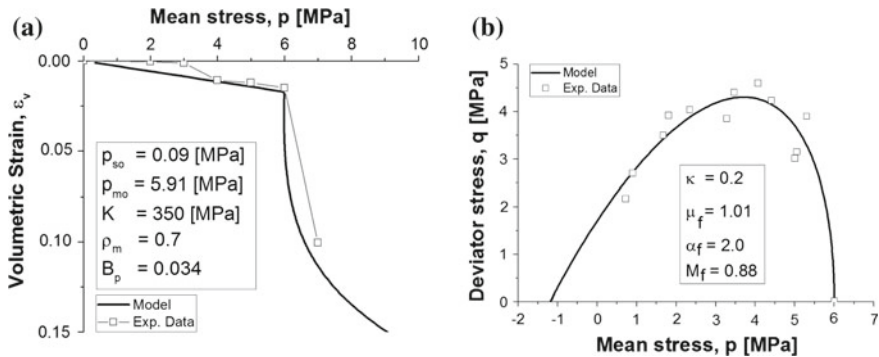 (a)
Mean stress, p [MPa]
0 2 4 6 8 10
0.00
0.05
0.10
0.15
Volumetric Strain, εv
pso = 0.09 [MPa]
pmo = 5.91 [MPa]
K = 350 [MPa]
ρm = 0.7
Bp = 0.034
Model
Exp. Data
(b)
5
4
3
2
1
0
Deviator stress, q [MPa]
Model
Exp. Data
κ = 0.2
μf = 1.01
αf = 2.0
Mf = 0.88
-2 -1 0 1 2 3 4 5 6 7
Mean stress, p [MPa]